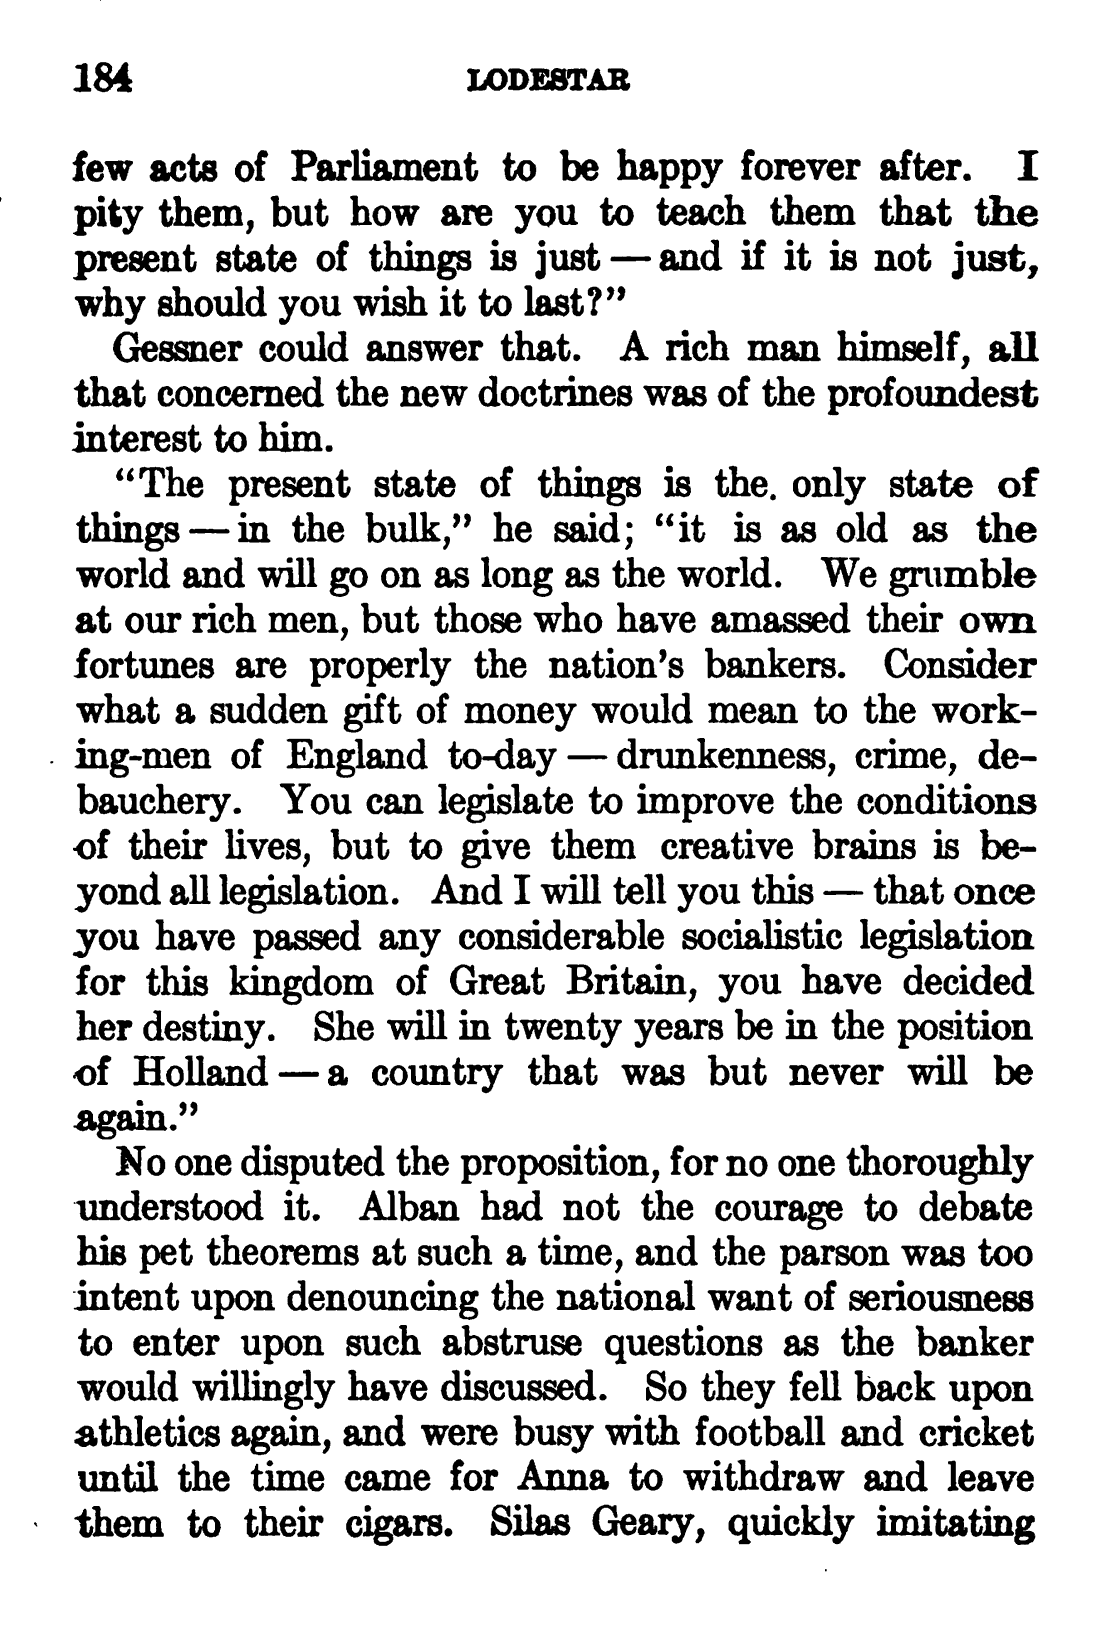 184 LODESTAR
few acts of Parliament to be happy forever after. I
pity them, but how are you to teach them that the
present state of things is just — and if it is not just,
why should you wish it to last?”
Gessner could answer that. A rich man himself, all
that concerned the new doctrines was of the profoundest
interest to him.
“The present state of things is the. only state of
things — in the bulk,” he said; “it is as old as the
world and will go on as long as the world. We grumble
at our rich men, but those who have amassed their own
fortunes are properly the nation’s bankers. Consider
what a sudden gift of money would mean to the work-
ing-men of England to-day — drunkenness, crime, de-
bauchery. You can legislate to improve the conditions
of their lives, but to give them creative brains is be-
yond all legislation. And I will tell you this — that once
you have passed any considerable socialistic legislation
for this kingdom of Great Britain, you have decided
her destiny. She will in twenty years be in the position
of Holland — a country that was but never will be
again.”
No one disputed the proposition, for no one thoroughly
understood it. Alban had not the courage to debate
his pet theorems at such a time, and the parson was too
intent upon denouncing the national want of seriousness
to enter upon such abstruse questions as the banker
would willingly have discussed. So they fell back upon
athletics again, and were busy with football and cricket
until the time came for Anna to withdraw and leave
them to their cigars. Silas Geary, quickly imitating